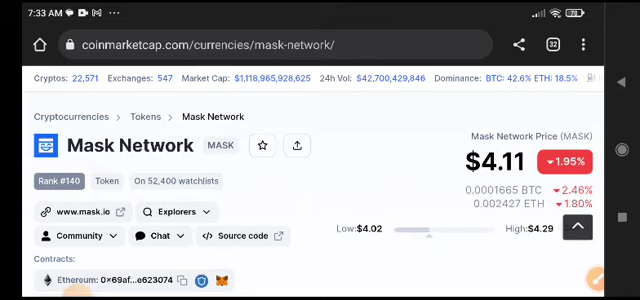 7:33 AM
78
coinmarketcap.com/currencies/mask-network/
32
Cryptos: 22,571 Exchanges: 547 Market Cap: $1,118,965,928,625 24h Vol: $42,700,429,846 Dominance: BTC: 42.6% ETH: 18.5%
Cryptocurrencies > Tokens > Mask Network
Mask Network MASK
Mask Network Price (MASK)
$4.11 1.95%
Rank #140 Token On 52,400 watchlists
0.0001665 BTC 2.46%
0.002427 ETH 1.80%
www.mask.io Explorers
Low: $4.02 High: $4.29
Community Chat Source code
Contracts:
Ethereum: 0x69af...e623074